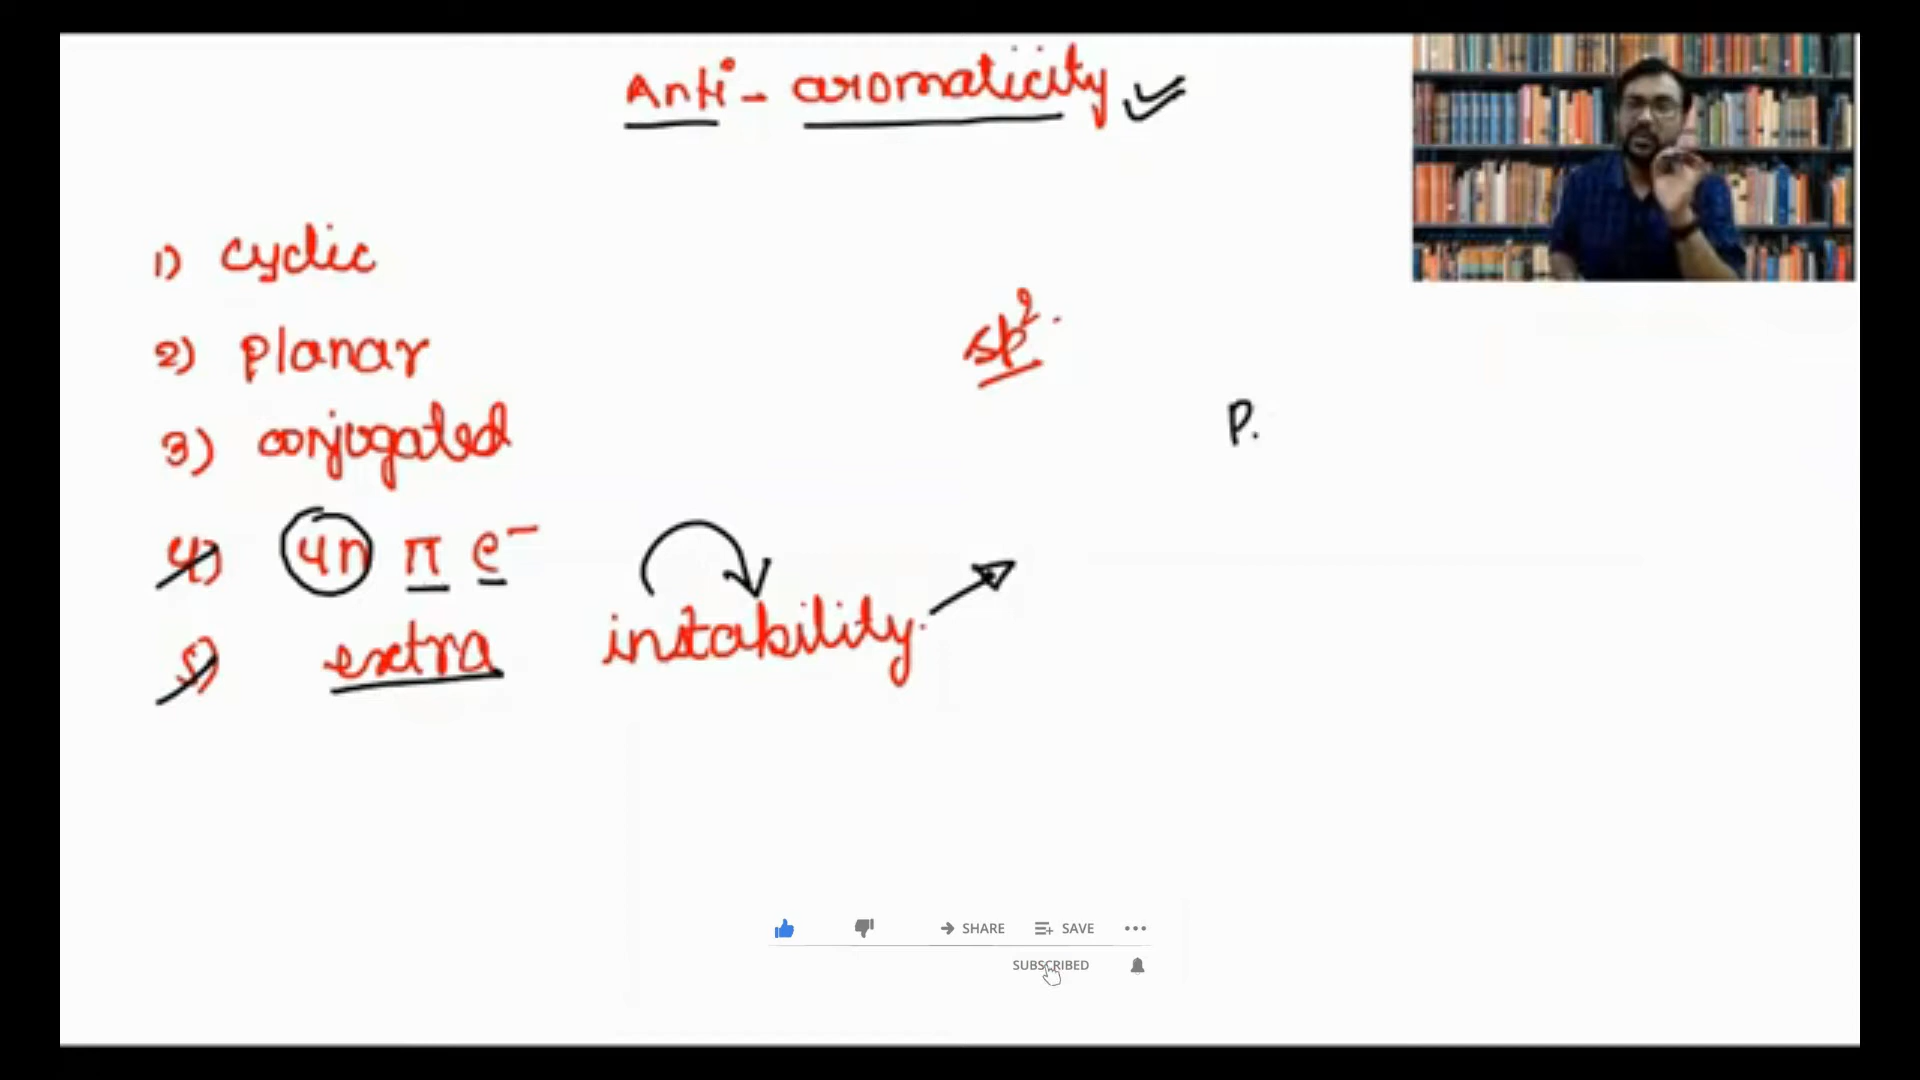 Anti - aromaticity
1) cyclic
2) planar
sp².
3) conjugated
P.
4) 4n π e⁻
5) extra instability.
SHARE SAVE
SUBSCRIBED